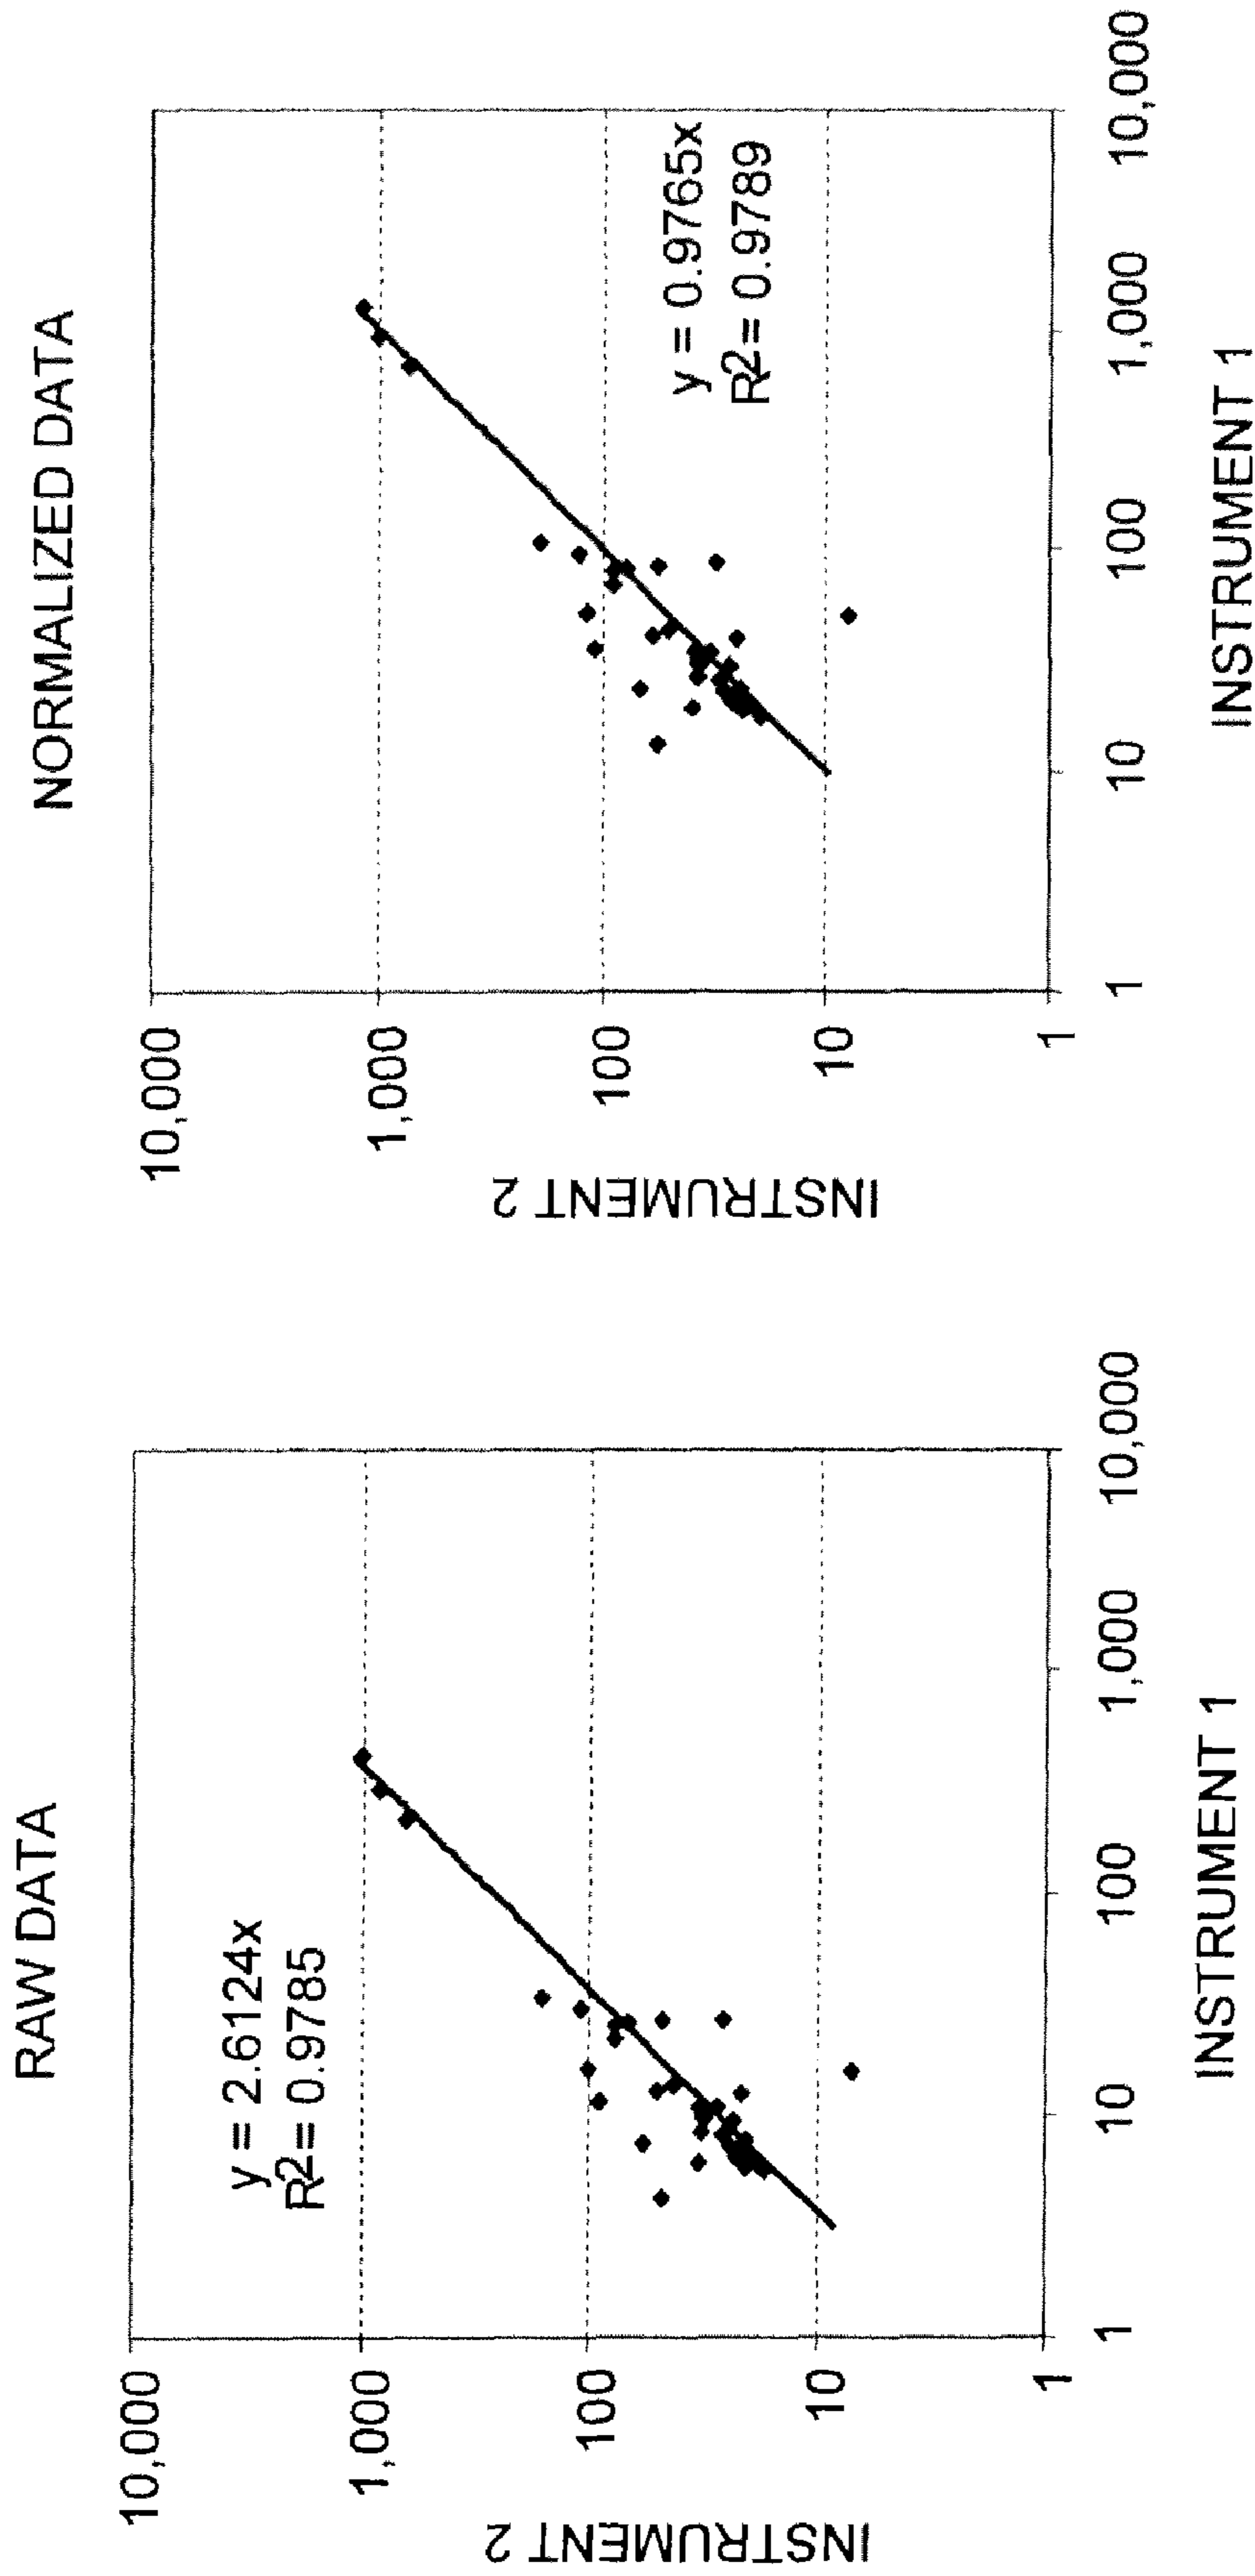 RAW DATA
10,000
1,000
100
10
1
INSTRUMENT 2
y = 2.6124x
R2= 0.9785
1
10
100
1,000
10,000
INSTRUMENT 1
NORMALIZED DATA
10,000
1,000
100
10
1
INSTRUMENT 2
y = 0.9765x
R2= 0.9789
1
10
100
1,000
10,000
INSTRUMENT 1